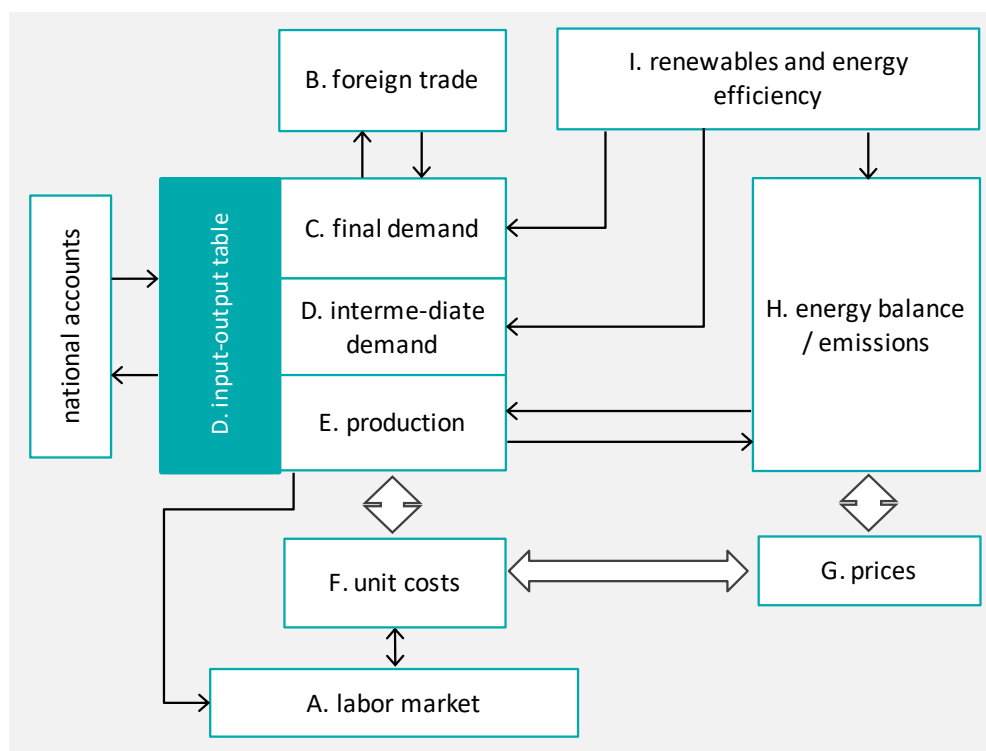 B. foreign trade
I. renewables and energy
efficiency
national accounts
D. input-output table
C. final demand
D. interme-diate
demand
E. production
H. energy balance
/ emissions
F. unit costs
G. prices
A. labor market